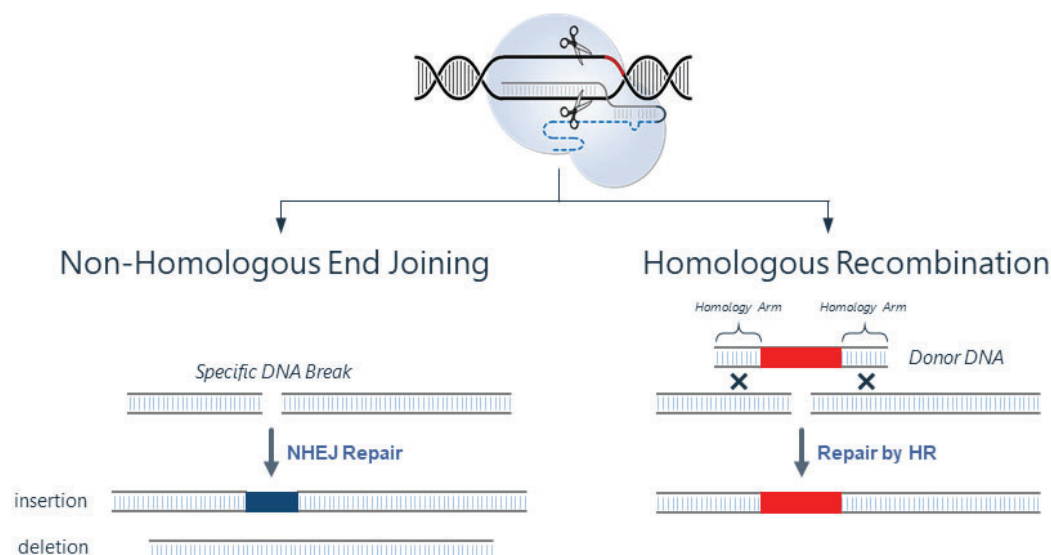 Non-Homologous End Joining
Specific DNA Break
NHEJ Repair
insertion
deletion
Homologous Recombination
Homology Arm Homology Arm
Donor DNA
Repair by HR